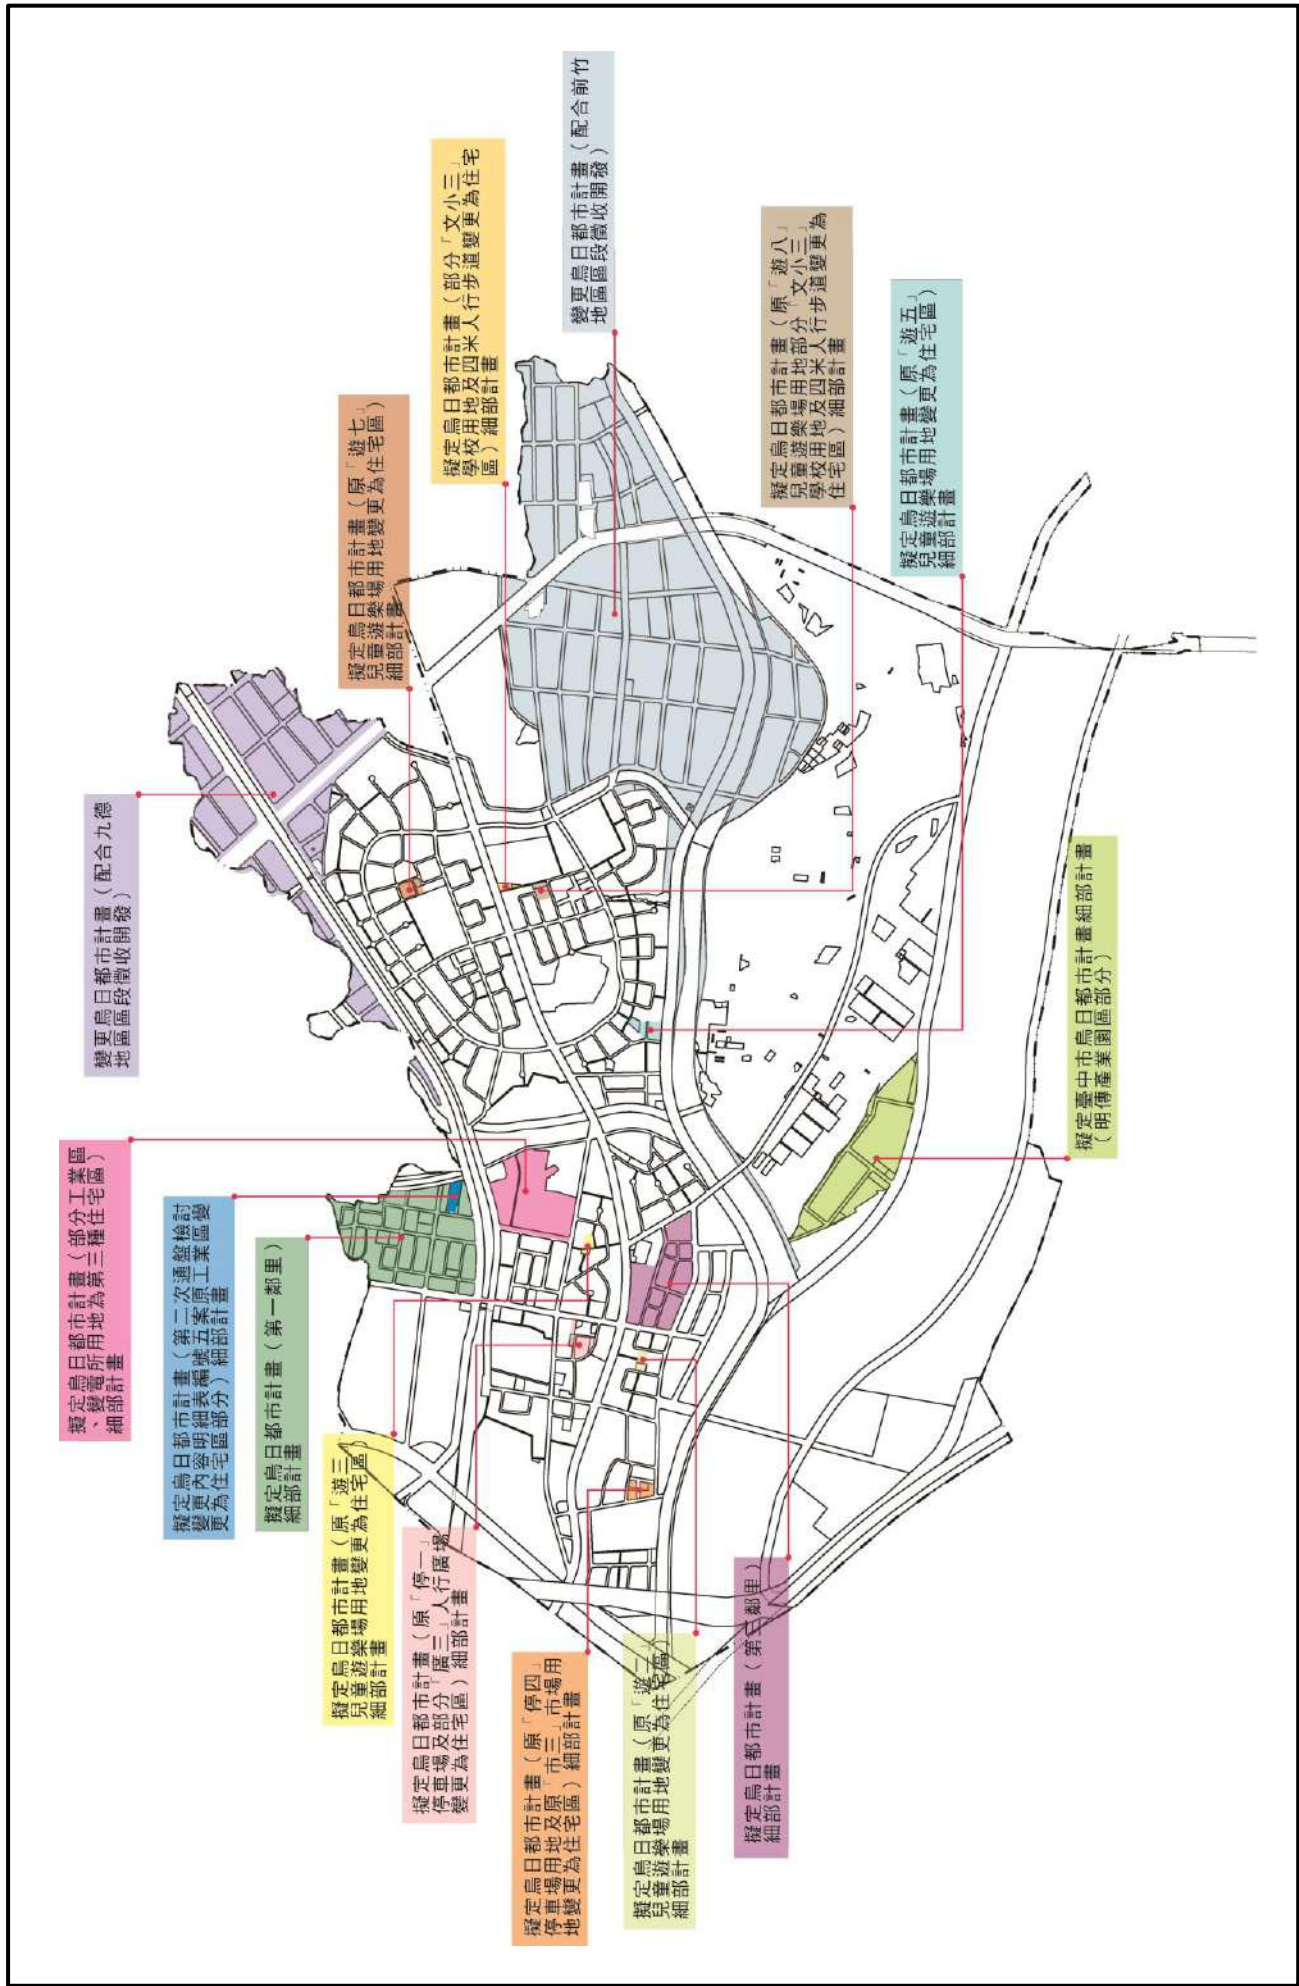 擬定烏日都市計畫（部分工業區
、變電所用地為第三種住宅區）
細部計畫
變更烏日都市計畫（配合九德
地區區段徵收開發）
擬定烏日都市計畫（第二次通盤檢討
變更內容明細表編號五案原工業區變
更為住宅區部分）細部計畫
擬定烏日都市計畫（第一鄰里）
細部計畫
擬定烏日都市計畫（原「遊三」
兒童遊樂場用地變更為住宅區
細部計畫
擬定烏日都市計畫（原「遊七」
兒童遊樂場用地變更為住宅區）
細部計畫
擬定烏日都市計畫（原「停一」
停車場及部分「廣三」人行廣場
變更為住宅區）細部計畫
擬定烏日都市計畫（部分「文小三」
學校用地及四米人行步道變更為住宅
區）細部計畫
變更烏日都市計畫（配合前竹
地區區段徵收開發）
擬定烏日都市計畫（原「停四」
停車場用地及原「市三」市場用
地變更為住宅區）細部計畫
擬定烏日都市計畫（原「遊二」
兒童遊樂場用地變更為住宅區）
細部計畫
擬定烏日都市計畫（第三鄰里）
細部計畫
擬定烏日都市計畫（原「遊八」
兒童遊樂場用地部分「文小三」
學校用地及四米人行步道變更為
住宅區）細部計畫
擬定烏日都市計畫（原「遊五」
兒童遊樂場用地變更為住宅區）
細部計畫
擬定臺中市烏日都市計畫細部計畫
（明傳產業園區部分）